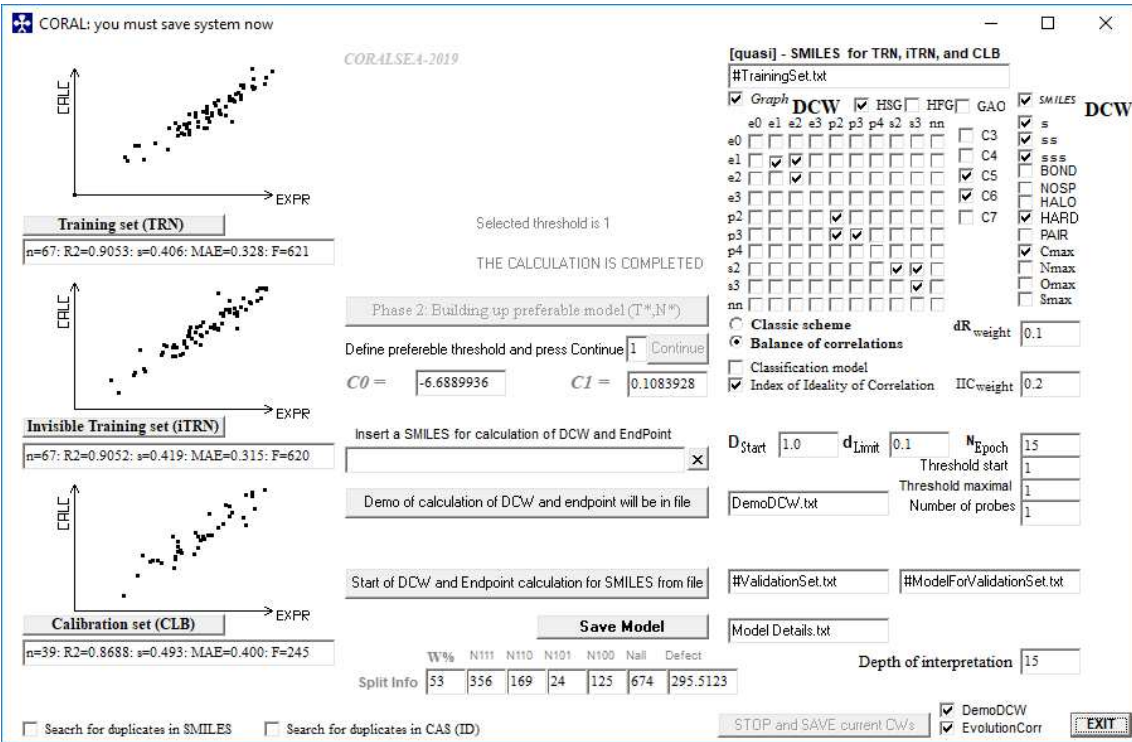 CORAL: you must save system now
CALC
EXPR
Training set (TRN)
n=67: R2=0.9053: s=0.406: MAE=0.328: F=621
CALC
EXPR
Invisible Training set (iTRN)
n=67: R2=0.9052: s=0.419: MAE=0.315: F=620
CALC
EXPR
Calibration set (CLB)
n=39: R2=0.8688: s=0.493: MAE=0.400: F=245
CORALSEA-2019
Selected threshold is 1
THE CALCULATION IS COMPLETED
Phase 2: Building up preferable model (T*,N*)
Define prefereble threshold and press Continue 1 Continue
C0 = -6.6889936 C1 = 0.1083928
Insert a SMILES for calculation of DCW and EndPoint
X
Demo of calculation of DCW and endpoint will be in file
Start of DCW and Endpoint calculation for SMILES from file
Save Model
W% N111 N110 N101 N100 Nall Defect
Split Info 53 356 169 24 125 674 295.5123
[quasi] - SMILES for TRN, iTRN, and CLB
#TrainingSet.txt
Graph DCW HSG HFG GAO SMILES DCW
e0 e1 e2 e3 p2 p3 p4 s2 s3 nn
e0
e1
e2
e3
p2
p3
p4
s2
s3
nn
C3
C4
C5
C6
C7
s
ss
sss
BOND
NOSP
HALO
HARD
PAIR
Cmax
Nmax
Omax
Smax
Classic scheme
Balance of correlations
dRweight 0.1
Classification model
Index of Ideality of Correlation
IICweight 0.2
DStart 1.0 dLimit 0.1 NEpoch 15
Threshold start 1
Threshold maximal 1
Number of probes 1
DemoDCW.txt
#ValidationSet.txt #ModelForValidationSet.txt
Model Details.txt
Depth of interpretation 15
Seacrh for duplicates in SMILES Search for duplicates in CAS (ID)
STOP and SAVE current CWs
DemoDCW
EvolutionCorr
EXIT